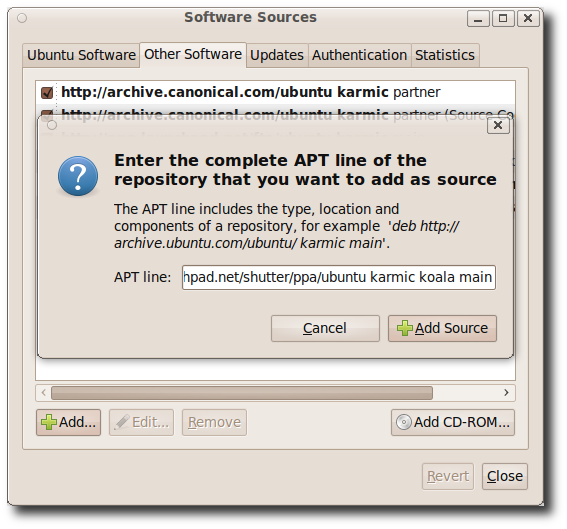 Software Sources
Ubuntu Software Other Software Updates Authentication Statistics
http://archive.canonical.com/ubuntu karmic partner
http://archive.canonical.com/ubuntu karmic partner (Source Co
Enter the complete APT line of the
repository that you want to add as source
The APT line includes the type, location and
components of a repository, for example 'deb http://
archive.ubuntu.com/ubuntu/ karmic main'.
APT line: hpad.net/shutter/ppa/ubuntu karmic koala main
Cancel Add Source
Add... Edit... Remove Add CD-ROM...
Revert Close